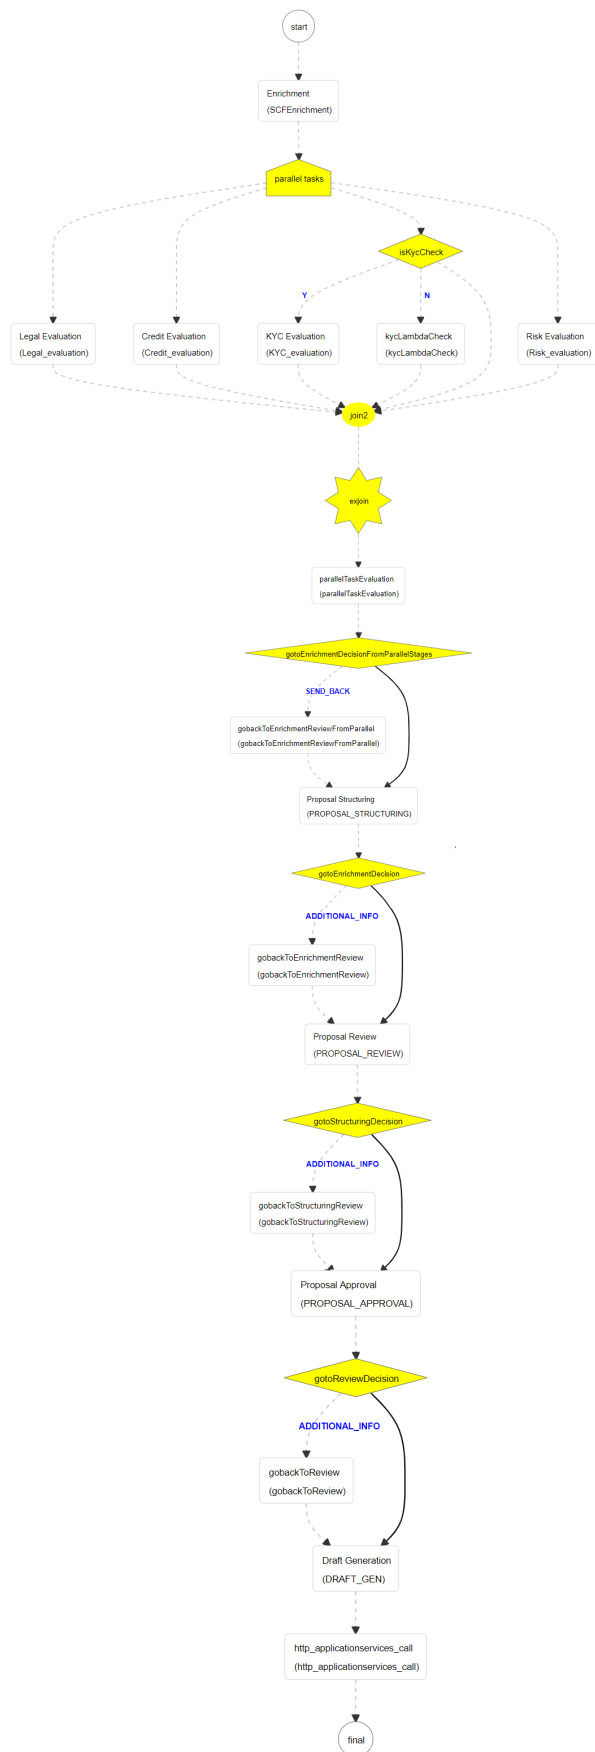 start
Enrichment
(SCFEnrichment)
parallel tasks
isKycCheck
Y
N
Legal Evaluation
(Legal_evaluation)
Credit Evaluation
(Credit_evaluation)
KYC Evaluation
(KYC_evaluation)
kycLambdaCheck
(kycLambdaCheck)
Risk Evaluation
(Risk_evaluation)
join2
exjoin
parallelTaskEvaluation
(parallelTaskEvaluation)
gotoEnrichmentDecisionFromParallelStages
SEND_BACK
gobackToEnrichmentReviewFromParallel
(gobackToEnrichmentReviewFromParallel)
Proposal Structuring
(PROPOSAL_STRUCTURING)
gotoEnrichmentDecision
ADDITIONAL_INFO
gobackToEnrichmentReview
(gobackToEnrichmentReview)
Proposal Review
(PROPOSAL_REVIEW)
gotoStructuringDecision
ADDITIONAL_INFO
gobackToStructuringReview
(gobackToStructuringReview)
Proposal Approval
(PROPOSAL_APPROVAL)
gotoReviewDecision
ADDITIONAL_INFO
gobackToReview
(gobackToReview)
Draft Generation
(DRAFT_GEN)
http_applicationservices_call
(http_applicationservices_call)
final